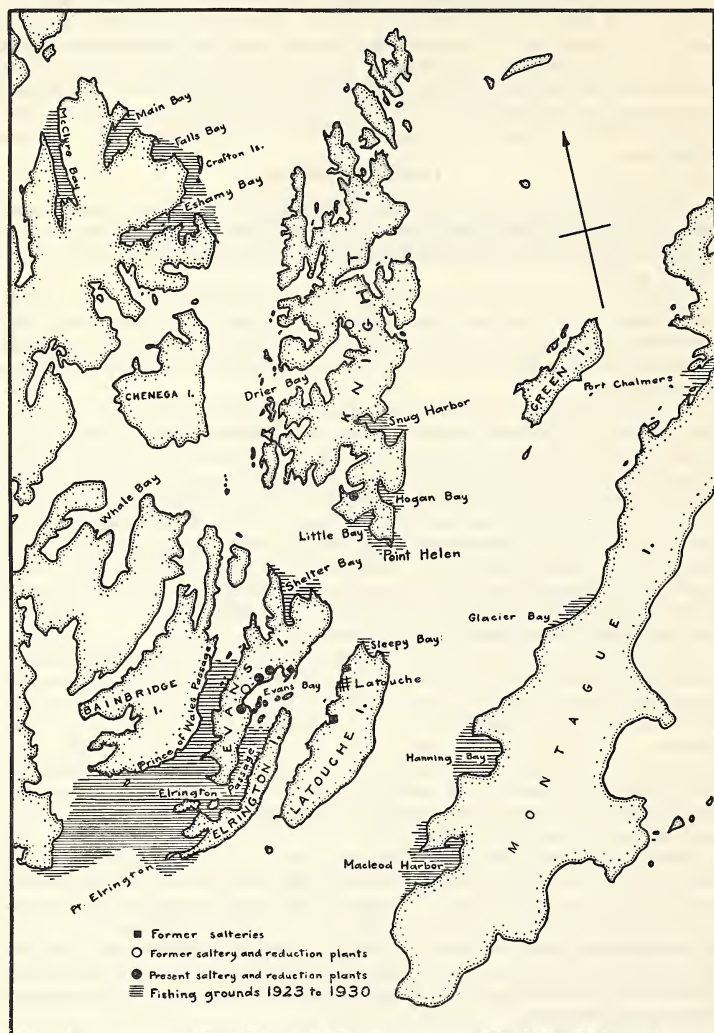 Main Bay
McClure Bay
Falls Bay
Crafton Is.
Eshamy Bay
KNIGHT I.
CHENEGA I.
Drier Bay
GREEN I.
Port Chalmers
Snug Harbor
Whale Bay
Hogan Bay
Little Bay
Point Helen
Shelter Bay
Glacier Bay
Sleepy Bay
Latouche
BAINBRIDGE
I.
Prince of Wales Passage
EVANS I.
Evans Bay
LATOUCHE I.
MONTAGUE I.
Hanning Bay
Elrington Passage
ELRINGTON I.
Macleod Harbor
Pt. Elrington
Former salteries
Former saltery and reduction plants
Present saltery and reduction plants
Fishing grounds 1923 to 1930